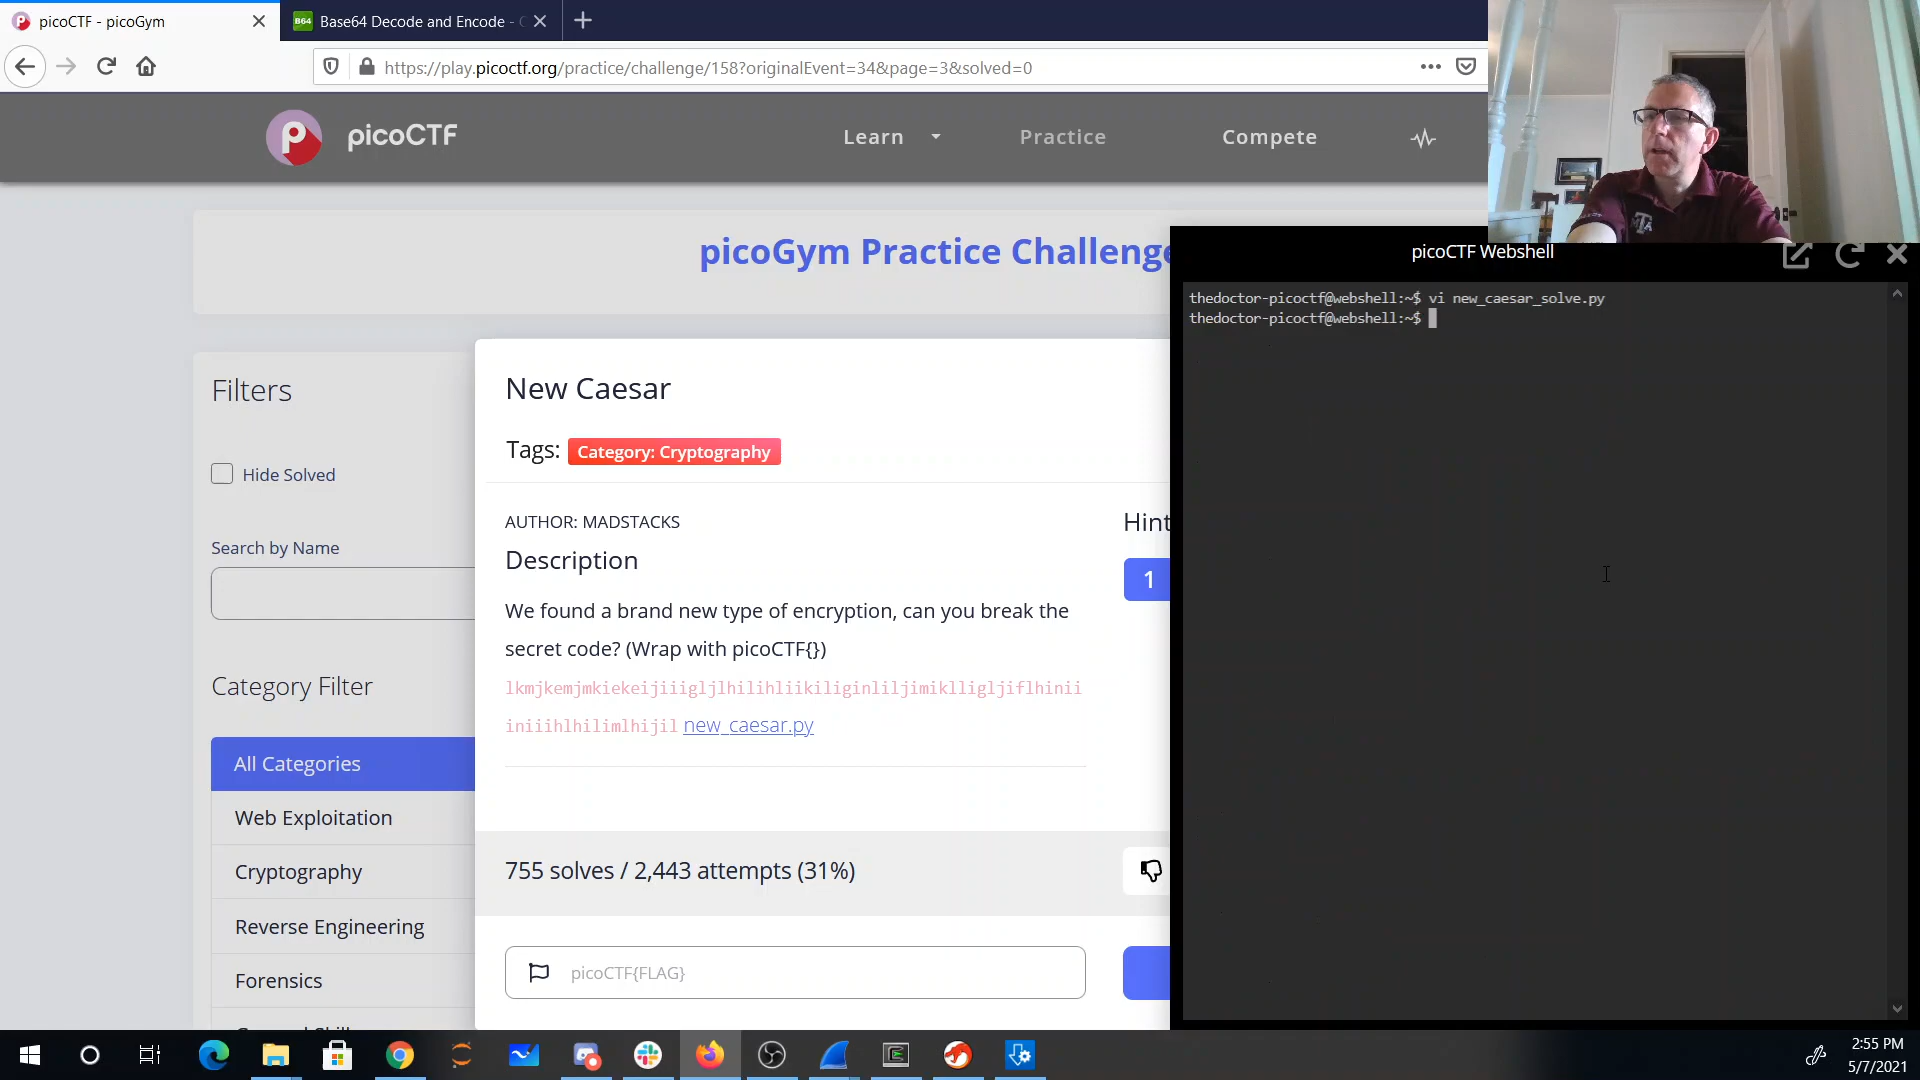 picoCTF - picoGym
B64 Base64 Decode and Encode -
https://play.picoctf.org/practice/challenge/158?originalEvent=34&page=3&solved=0
picoCTF
Learn
Practice
Compete
picoGym Practice Challenge
Filters
Hide Solved
Search by Name
Category Filter
All Categories
Web Exploitation
Cryptography
Reverse Engineering
Forensics
New Caesar
Tags: Category: Cryptography
AUTHOR: MADSTACKS
Description
We found a brand new type of encryption, can you break the
secret code? (Wrap with picoCTF{})
lkmjkemjmkiekeijiiigljlhilihliikiliginliljimiklligljiflhinii
iniiihlhilimlhijil new_caesar.py
Hint
1
755 solves / 2,443 attempts (31%)
picoCTF{FLAG}
picoCTF Webshell
thedoctor-picoctf@webshell:~$ vi new_caesar_solve.py
thedoctor-picoctf@webshell:~$
2:55 PM
5/7/2021